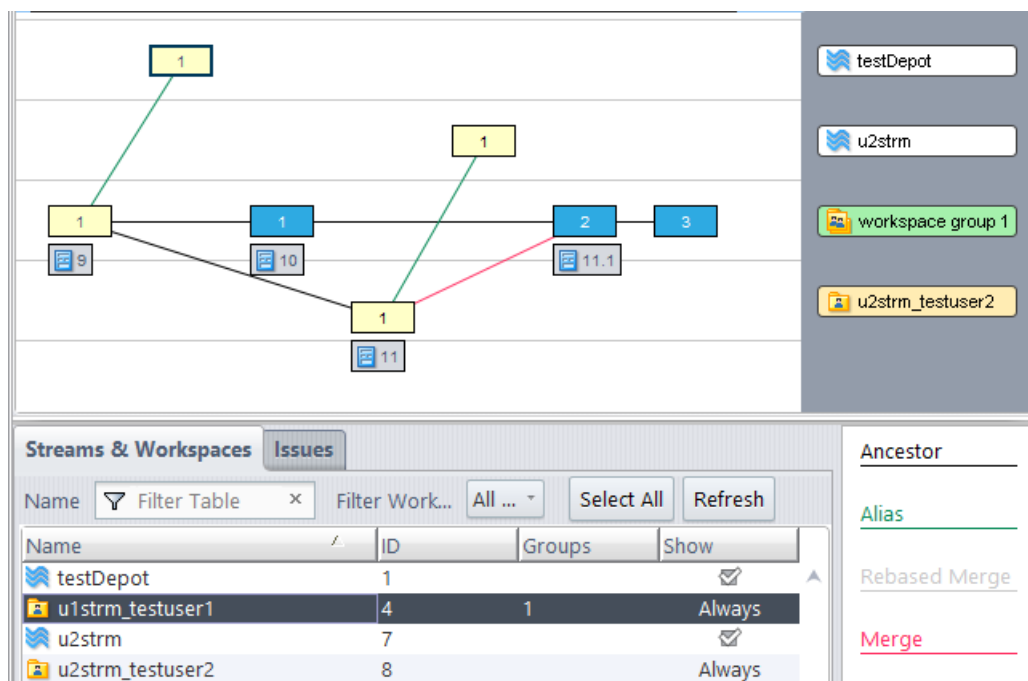 1
testDepot
1
u2strm
1
1
2
3
workspace group 1
9
10
11.1
1
u2strm_testuser2
11
Streams & Workspaces
Issues
Ancestor
Name
Filter Table
×
Filter Work...
All ...
Select All
Refresh
Alias
Name
ID
Groups
Show
testDepot
1
Rebased Merge
u1strm_testuser1
4
1
Always
u2strm
7
Merge
u2strm_testuser2
8
Always